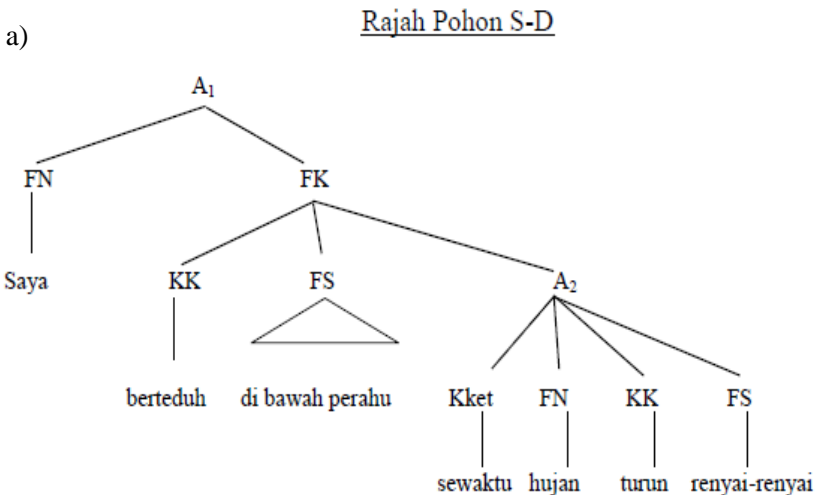 Rajah Pohon S-D
a)
A₁
FN FK
Saya KK FS A₂
berteduh di bawah perahu Kket FN KK FS
sewaktu hujan turun renyai-renyai